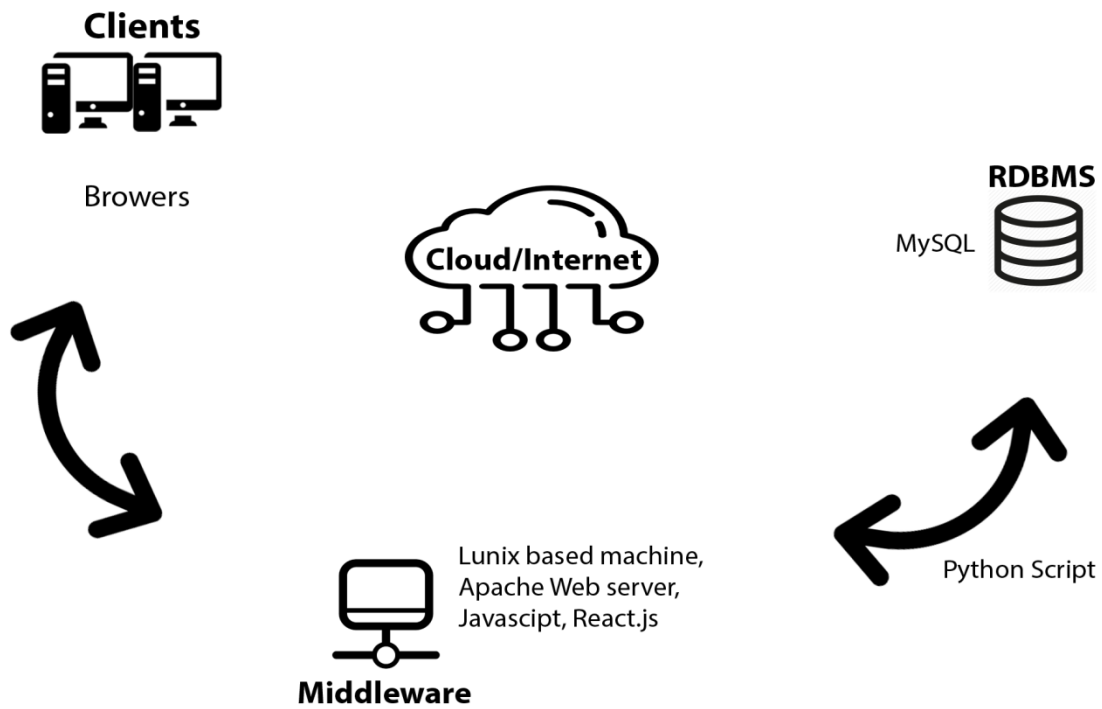 Clients
Browers
Cloud/Internet
RDBMS
MySQL
Python Script
Lunix based machine,
Apache Web server,
Javascipt, React.js
Middleware